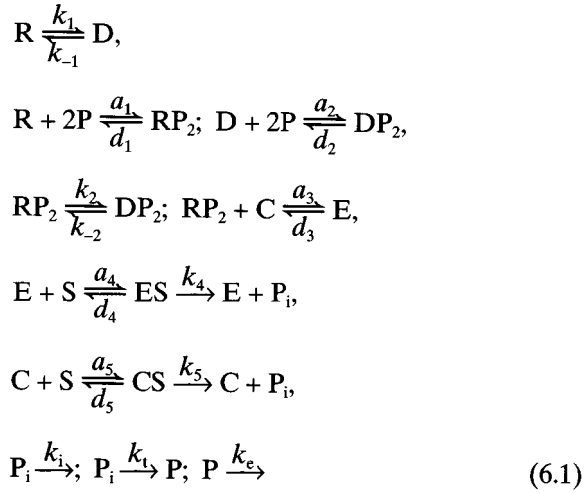 R ⇌ D, k₁ k₋₁
R + 2P ⇌ RP₂; D + 2P ⇌ DP₂, a₁ d₁ a₂ d₂
RP₂ ⇌ DP₂; RP₂ + C ⇌ E, k₂ k₋₂ a₃ d₃
E + S ⇌ ES → E + Pᵢ, a₄ d₄ k₄
C + S ⇌ CS → C + Pᵢ, a₅ d₅ k₅
Pᵢ →; Pᵢ → P; P → kᵢ kₜ kₑ (6.1)